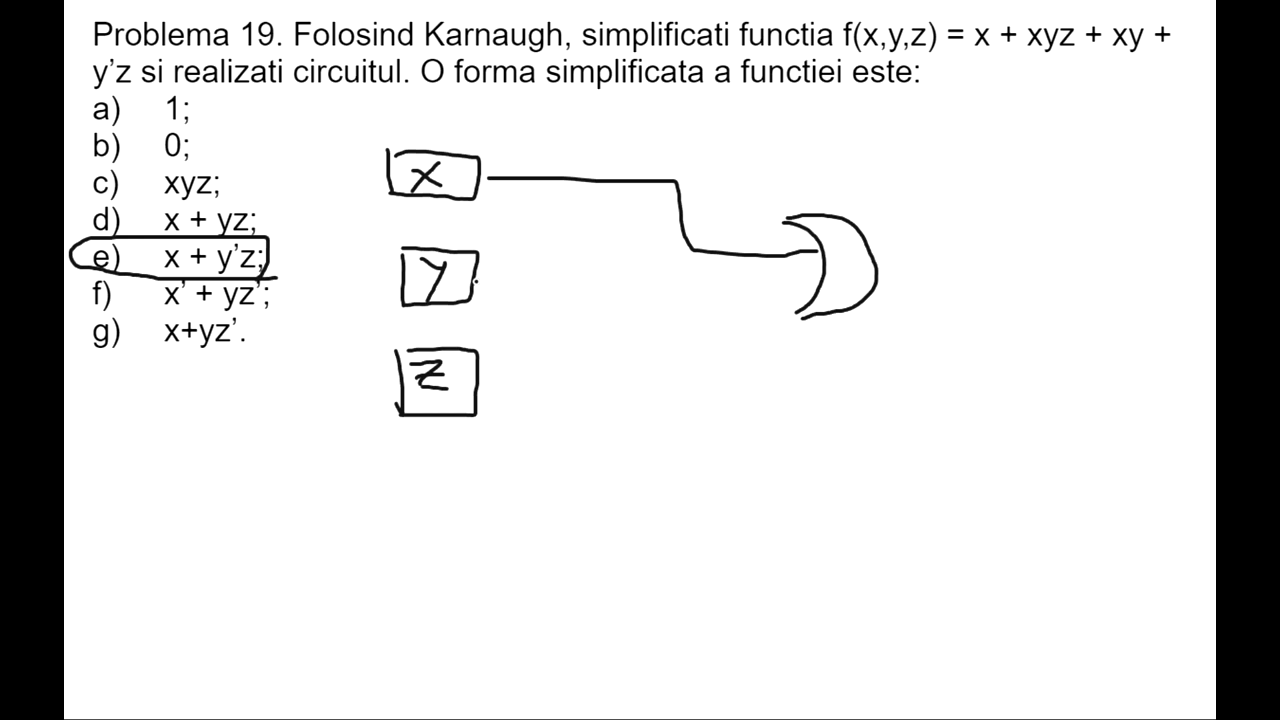 Problema 19. Folosind Karnaugh, simplificati functia f(x,y,z) = x + xyz + xy +
y’z si realizati circuitul. O forma simplificata a functiei este:
a) 1;
b) 0;
c) xyz;
d) x + yz;
e) x + y’z;
f) x’ + yz’;
g) x+yz’.
x
y
z